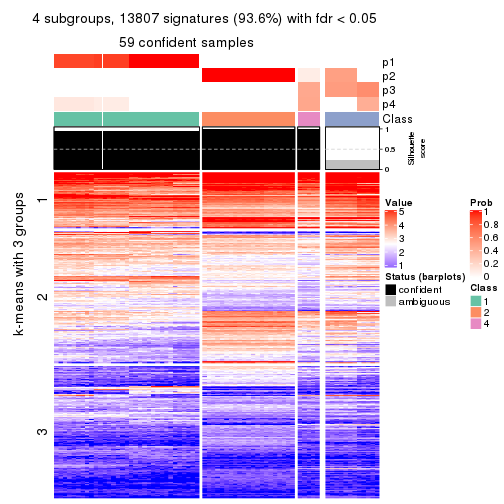 4 subgroups, 13807 signatures (93.6%) with fdr < 0.05
59 confident samples
p1
p2
p3
p4
Class
1
0.5
0
Silhouette
score
k-means with 3 groups
1
2
3
Value
5
4
3
2
1
Status (barplots)
confident
ambiguous
Prob
1
0.8
0.6
0.4
0.2
0
Class
1
2
4